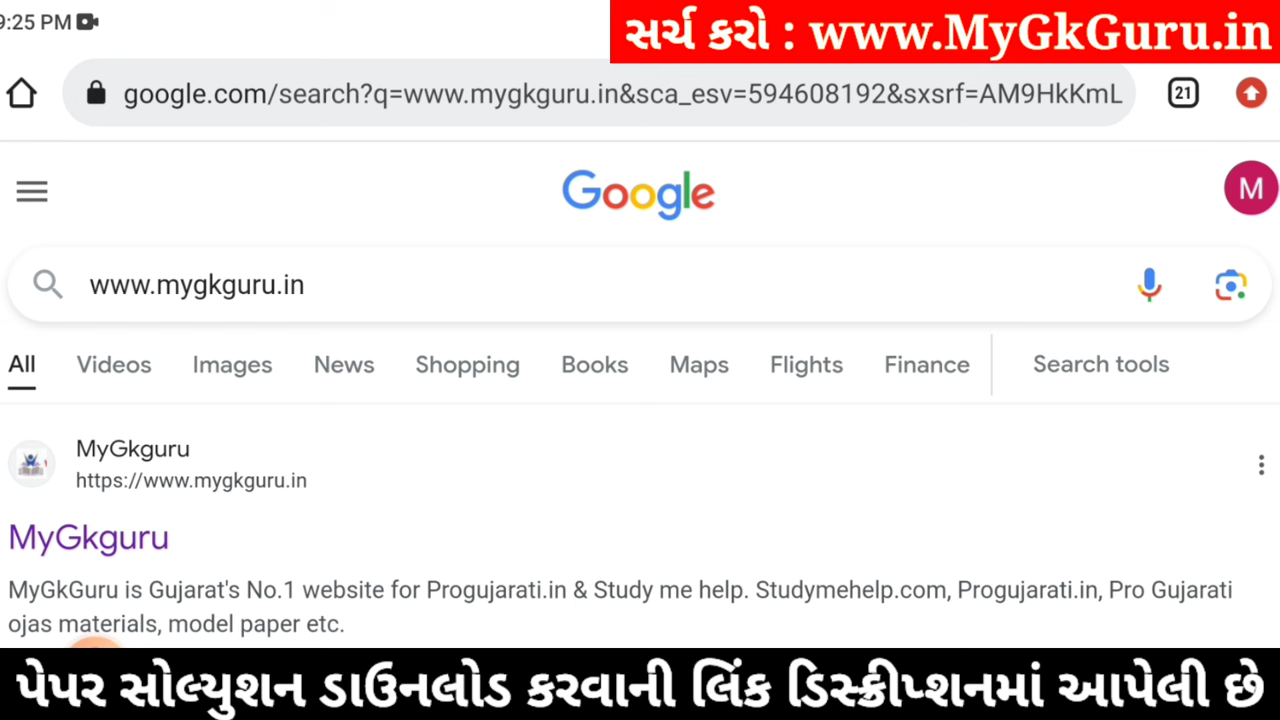 9:25 PM
સર્ચ કરો : www.MyGkGuru.in
google.com/search?q=www.mygkguru.in&sca_esv=594608192&sxsrf=AM9HkKmL
21
Google
M
www.mygkguru.in
All Videos Images News Shopping Books Maps Flights Finance Search tools
MyGkguru
https://www.mygkguru.in
MyGkguru
MyGkGuru is Gujarat's No.1 website for Progujarati.in & Study me help. Studymehelp.com, Progujarati.in, Pro Gujarati
ojas materials, model paper etc.
પેપર સોલ્યુશન ડાઉનલોડ કરવાની લિંક ડિસ્ક્રીપ્શનમાં આપેલી છે